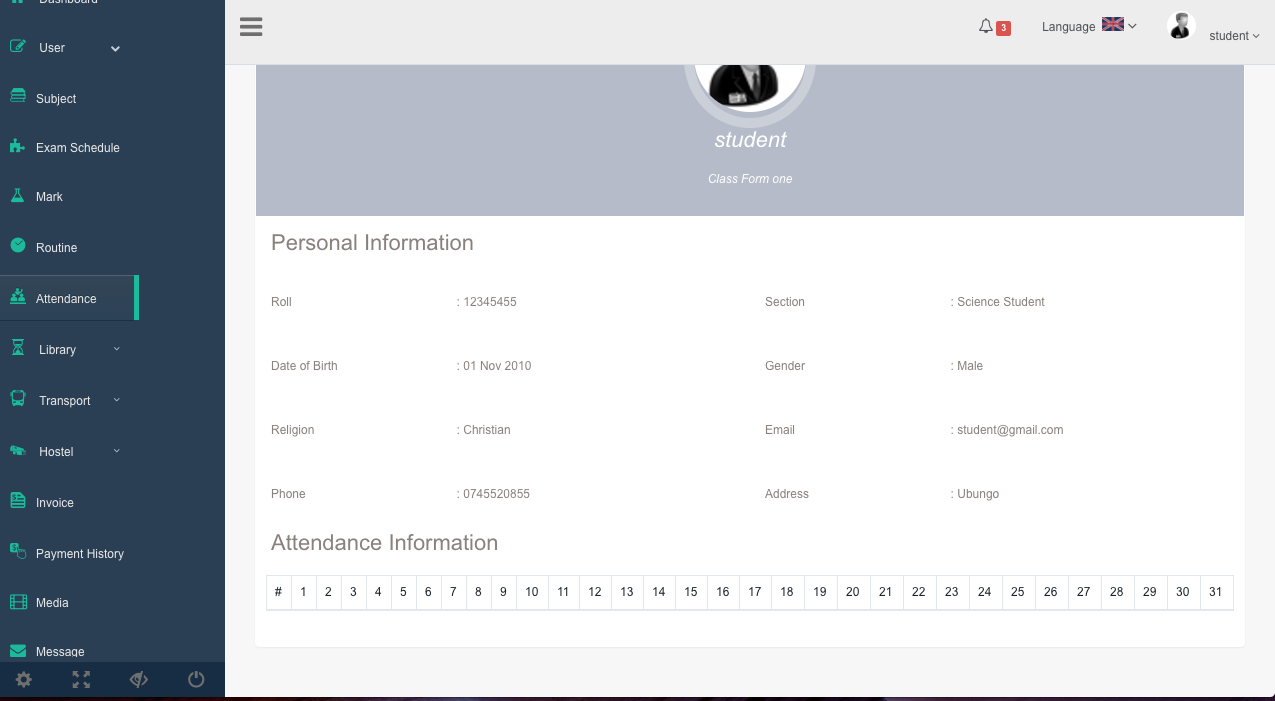 Dashboard
User
Subject
Exam Schedule
Mark
Routine
Attendance
Library
Transport
Hostel
Invoice
Payment History
Media
Message
3
Language
student
student
Class Form one
Personal Information
Roll : 12345455 Section : Science Student
Date of Birth : 01 Nov 2010 Gender : Male
Religion : Christian Email : student@gmail.com
Phone : 0745520855 Address : Ubungo
Attendance Information
# 1 2 3 4 5 6 7 8 9 10 11 12 13 14 15 16 17 18 19 20 21 22 23 24 25 26 27 28 29 30 31